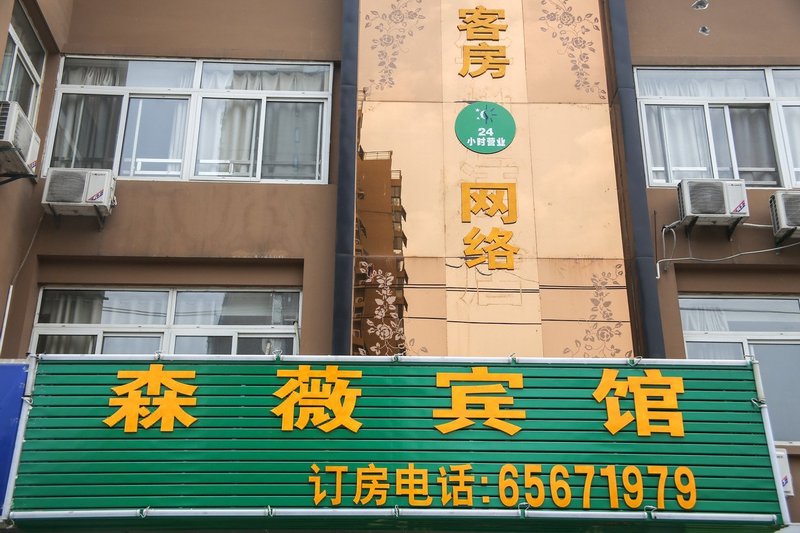 客房
24
小时营业
网络
森薇宾馆
订房电话:65671979